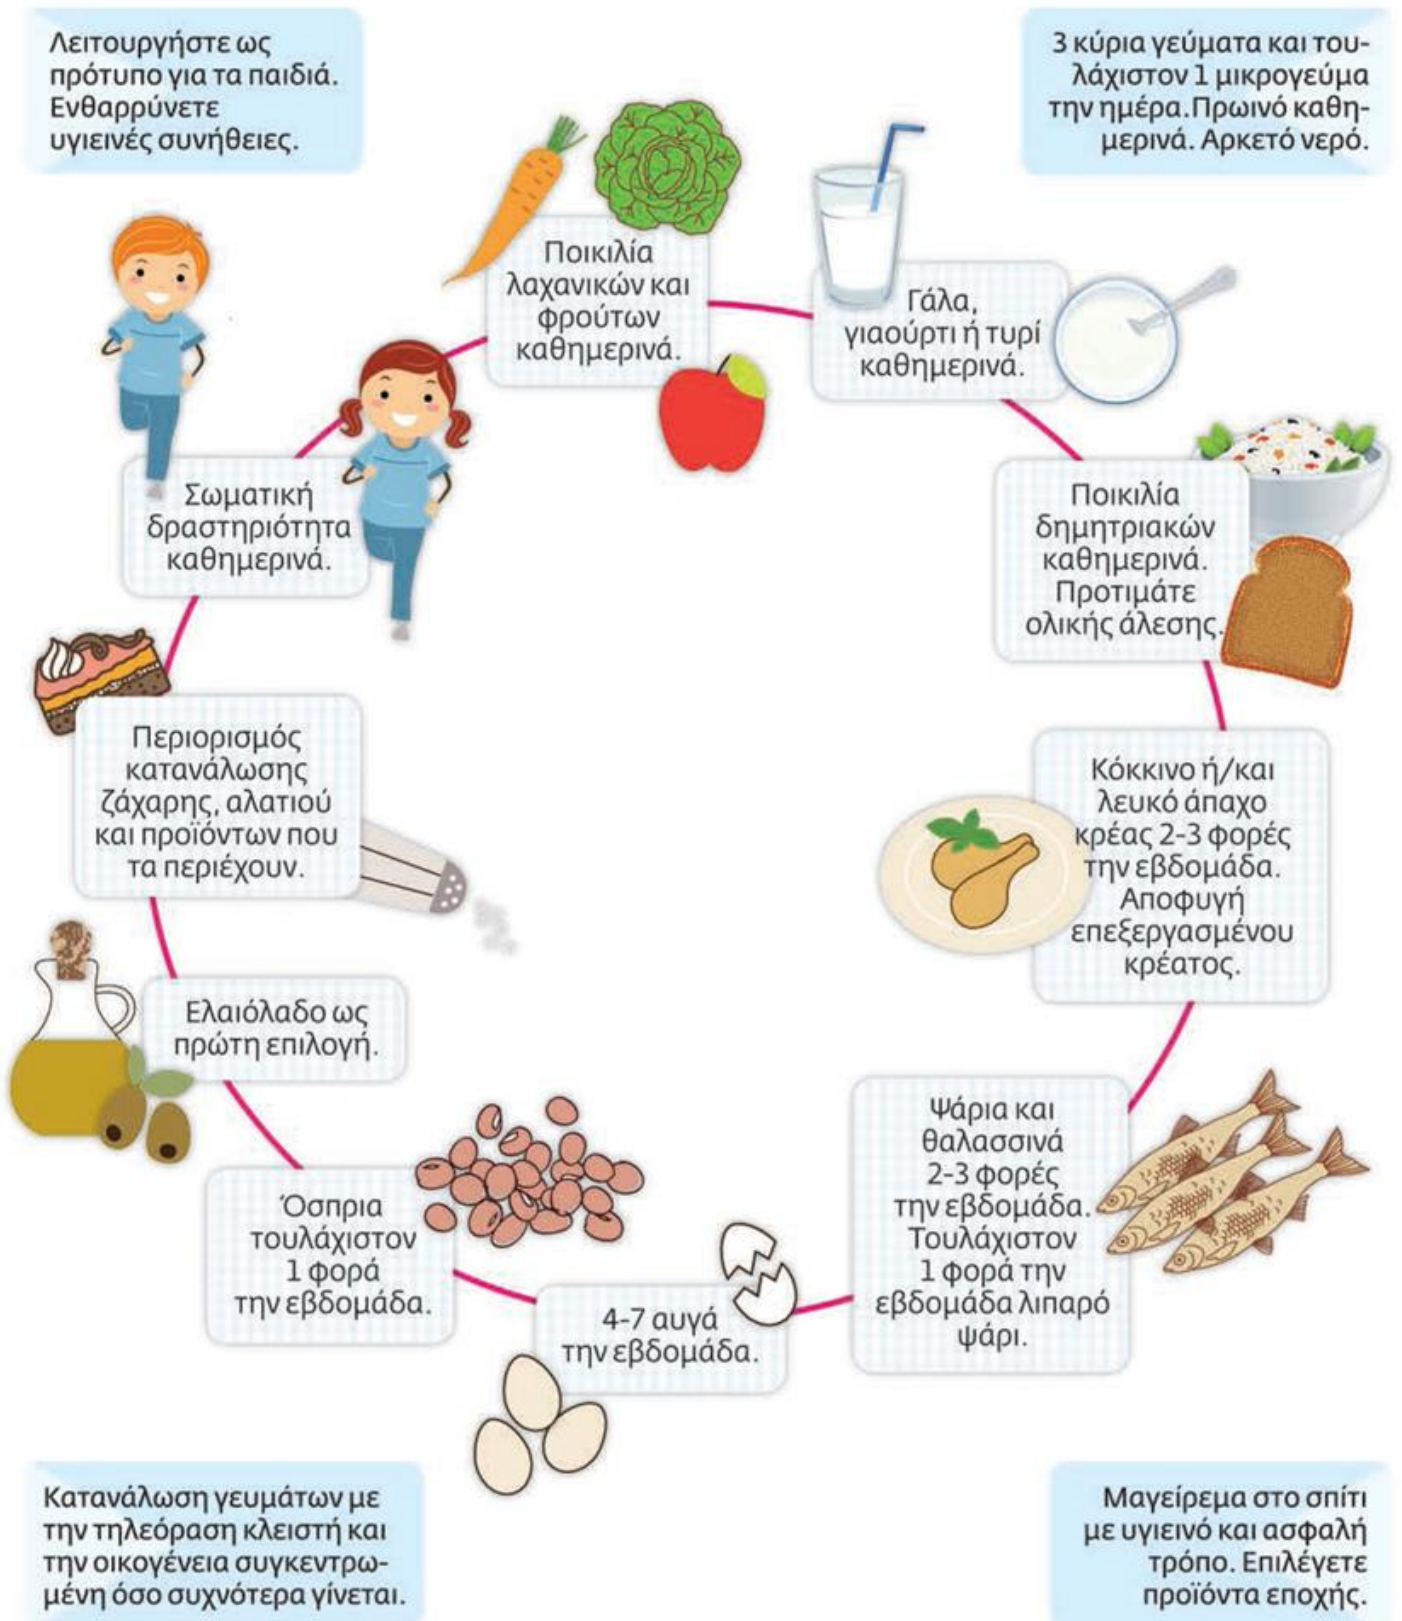 Λειτουργήστε ως
πρότυπο για τα παιδιά.
Ενθαρρύνετε
υγιεινές συνήθειες.
3 κύρια γεύματα και του-
λάχιστον 1 μικρογεύμα
την ημέρα.Πρωινό καθη-
μερινά. Αρκετό νερό.
Ποικιλία
λαχανικών και
φρούτων
καθημερινά.
Γάλα,
γιαούρτι ή τυρί
καθημερινά.
Ποικιλία
δημητριακών
καθημερινά.
Προτιμάτε
ολικής άλεσης.
Κόκκινο ή/και
λευκό άπαχο
κρέας 2-3 φορές
την εβδομάδα.
Αποφυγή
επεξεργασμένου
κρέατος.
Ψάρια και
θαλασσινά
2-3 φορές
την εβδομάδα.
Τουλάχιστον
1 φορά την
εβδομάδα λιπαρό
ψάρι.
4-7 αυγά
την εβδομάδα.
Όσπρια
τουλάχιστον
1 φορά
την εβδομάδα.
Ελαιόλαδο ως
πρώτη επιλογή.
Περιορισμός
κατανάλωσης
ζάχαρης, αλατιού
και προϊόντων που
τα περιέχουν.
Σωματική
δραστηριότητα
καθημερινά.
Κατανάλωση γευμάτων με
την τηλεόραση κλειστή και
την οικογένεια συγκεντρω-
μένη όσο συχνότερα γίνεται.
Μαγείρεμα στο σπίτι
με υγιεινό και ασφαλή
τρόπο. Επιλέγετε
προϊόντα εποχής.